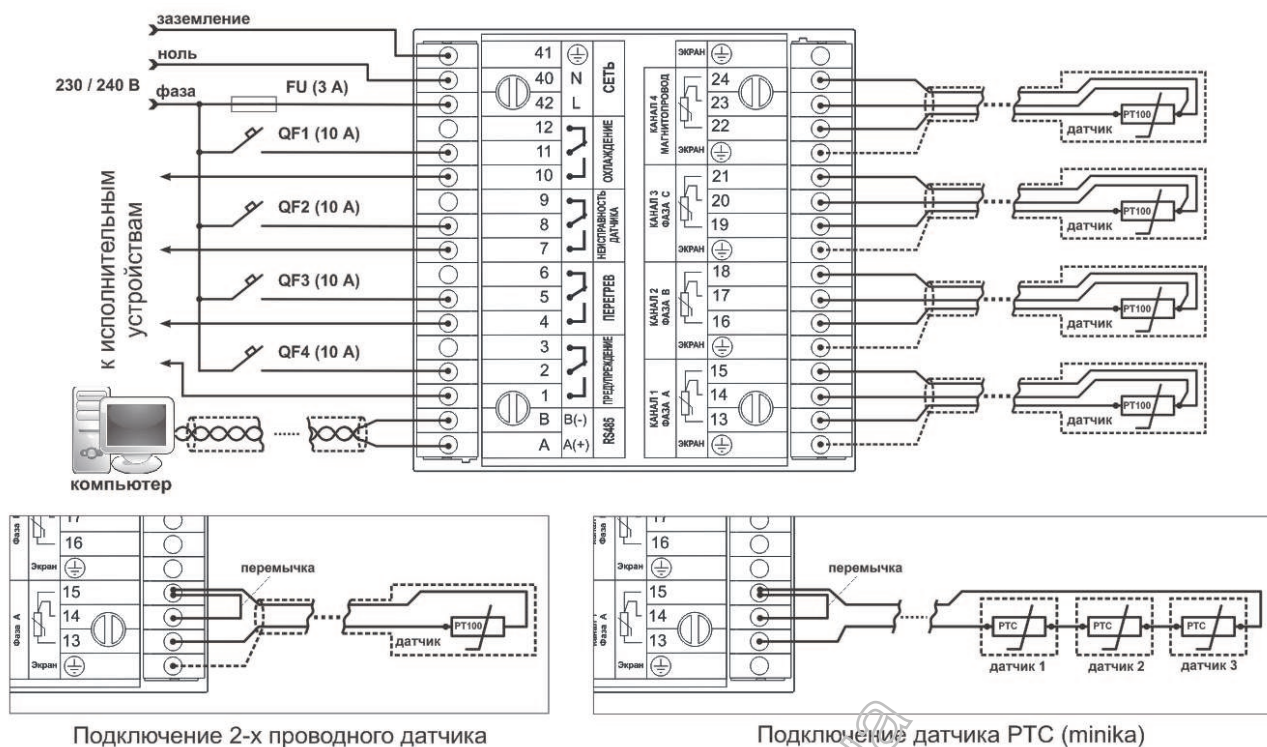 заземление
ноль
230 / 240 В
фаза
FU (3 А)
QF1 (10 А)
QF2 (10 А)
QF3 (10 А)
QF4 (10 А)
к исполнительным
устройствам
компьютер
41
40 N
42 L
СЕТЬ
12
11
10
ОХЛАЖДЕНИЕ
9
8
7
НЕИСПРАВНОСТЬ
ДАТЧИКА
6
5
4
ПЕРЕГРЕВ
3
2
1
ПРЕДУПРЕЖДЕНИЕ
B B(-)
A A(+)
RS485
ЭКРАН
24
23
22
КАНАЛ 4
МАГНИТОПРОВОД
ЭКРАН
21
20
19
КАНАЛ 3
ФАЗА С
ЭКРАН
18
17
16
КАНАЛ 2
ФАЗА В
ЭКРАН
15
14
13
КАНАЛ 1
ФАЗА А
ЭКРАН
PT100
датчик
PT100
датчик
PT100
датчик
PT100
датчик
Фаза
17
16
Экран
15
14
13
Фаза А
Экран
перемычка
PT100
датчик
Подключение 2-х проводного датчика
Фаза
17
16
Экран
15
14
13
Фаза А
Экран
перемычка
PTC
PTC
PTC
датчик 1
датчик 2
датчик 3
Подключение датчика PTC (minika)